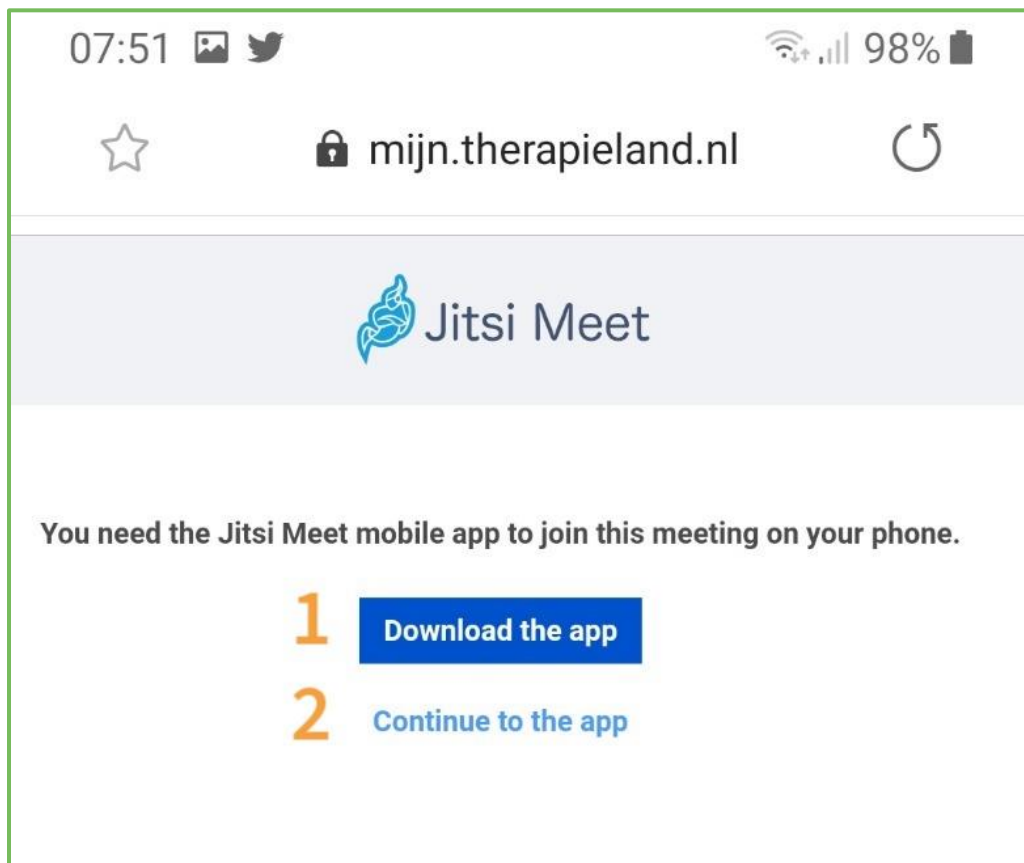 07:51 98%
mijn.therapieland.nl
Jitsi Meet
You need the Jitsi Meet mobile app to join this meeting on your phone.
1 Download the app
2 Continue to the app